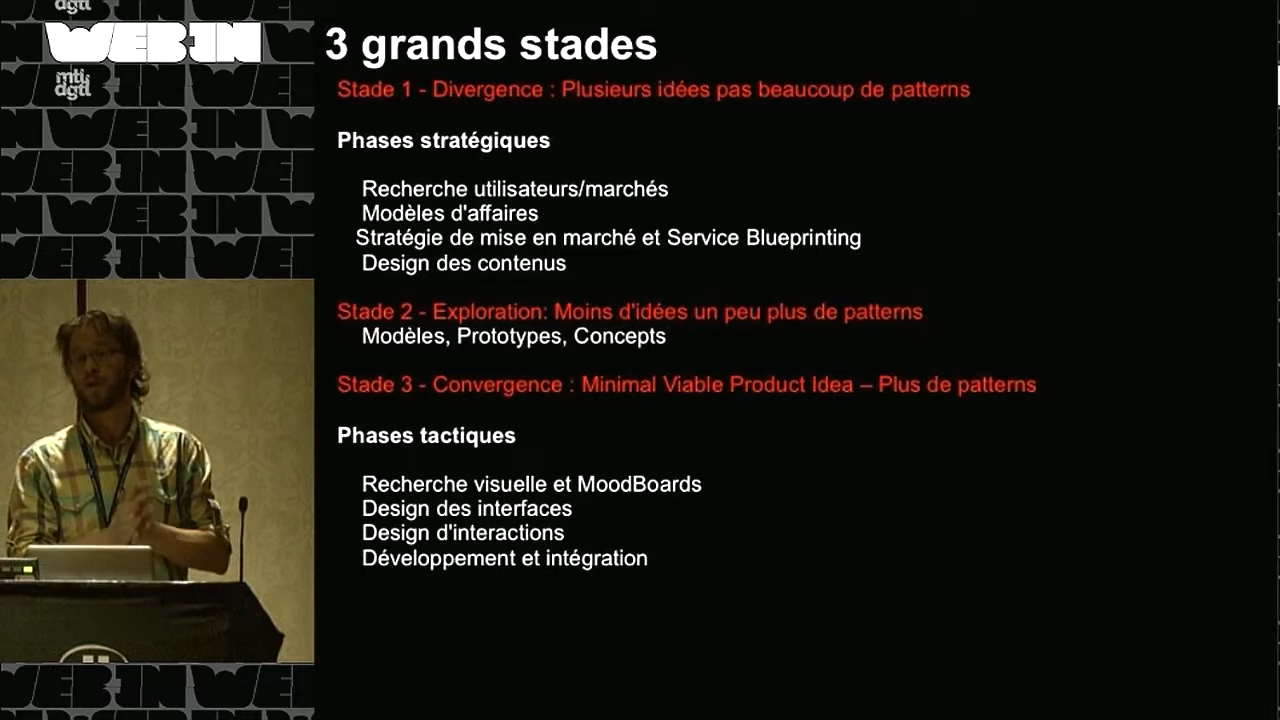 dgtl
WEB-IN
mtl
dgtl
3 grands stades
Stade 1 - Divergence : Plusieurs idées pas beaucoup de patterns
Phases stratégiques
Recherche utilisateurs/marchés
Modèles d'affaires
Stratégie de mise en marché et Service Blueprinting
Design des contenus
Stade 2 - Exploration: Moins d'idées un peu plus de patterns
Modèles, Prototypes, Concepts
Stade 3 - Convergence : Minimal Viable Product Idea – Plus de patterns
Phases tactiques
Recherche visuelle et MoodBoards
Design des interfaces
Design d'interactions
Développement et intégration